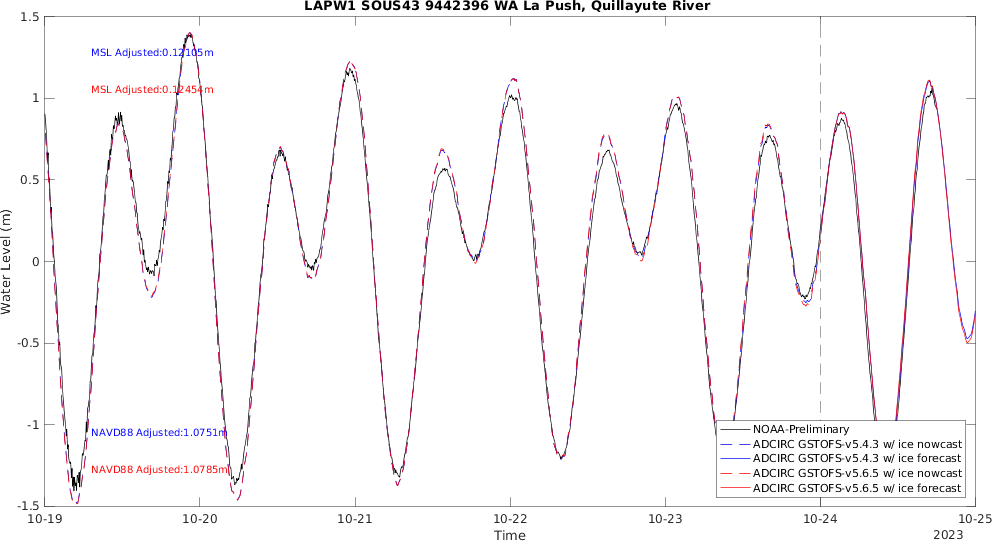 LAPW1 SOUS43 9442396 WA La Push, Quillayute River
1.5
MSL Adjusted:0.12105m
MSL Adjusted:0.12454m
1
0.5
0
-0.5
-1
-1.5
Water Level (m)
NAVD88 Adjusted:1.0751m
NAVD88 Adjusted:1.0785m
NOAA-Preliminary
ADCIRC GSTOFS-v5.4.3 w/ ice nowcast
ADCIRC GSTOFS-v5.4.3 w/ ice forecast
ADCIRC GSTOFS-v5.6.5 w/ ice nowcast
ADCIRC GSTOFS-v5.6.5 w/ ice forecast
10-19 10-20 10-21 10-22 10-23 10-24 10-25
Time
2023